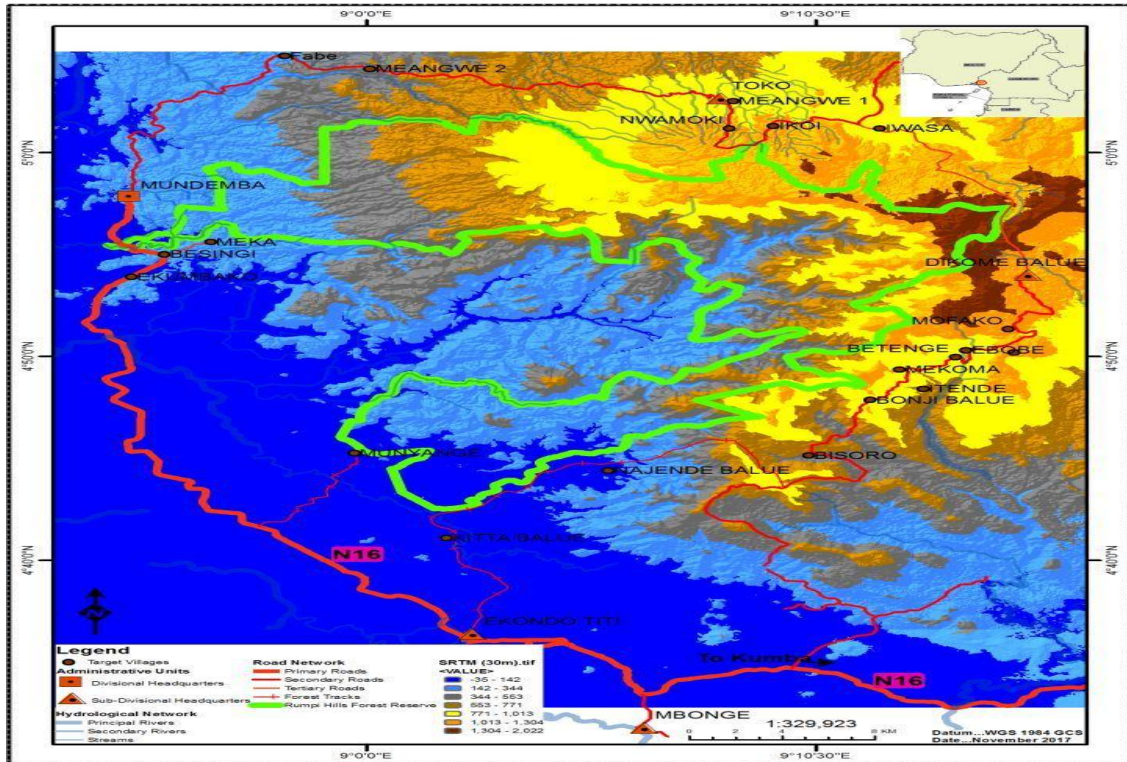 9°0'0"E
9°10'30"E
Fabe
MEANGWE 2
TOKO
MEANGWE 1
NWAMOKI
IKOI
IWASA
5°0'0"N
5°0'0"N
MUNDEMBA
MEKA
BESINGI
DIKOME BALUE
MOFAKO
BETENGE
EBOBE
4°50'0"N
4°50'0"N
MEKOMA
ITENDE
BONJI BALUE
MUNYANGE
BISORO
NTAJENDE BALUE
KITTA BALUE
4°40'0"N
4°40'0"N
N16
N
EKONDO TITI
To Kumba
N16
MBONGE
1:329,923
0 2 4 8 KM
Legend
Target Villages
Administrative Units
Divisional Headquarters
Sub-Divisional Headquarters
Hydrological Network
Principal Rivers
Secondary Rivers
Streams
Road Network
Primary Roads
Secondary Roads
Tertiary Roads
Forest Tracks
Rumpi Hills Forest Reserve
SRTM (30m).tif
<VALUE>
-35 - 142
142 - 344
344 - 553
553 - 771
771 - 1,013
1,013 - 1,304
1,304 - 2,022
Datum...WGS 1984 GCS
Date...November 2017
9°0'0"E
9°10'30"E